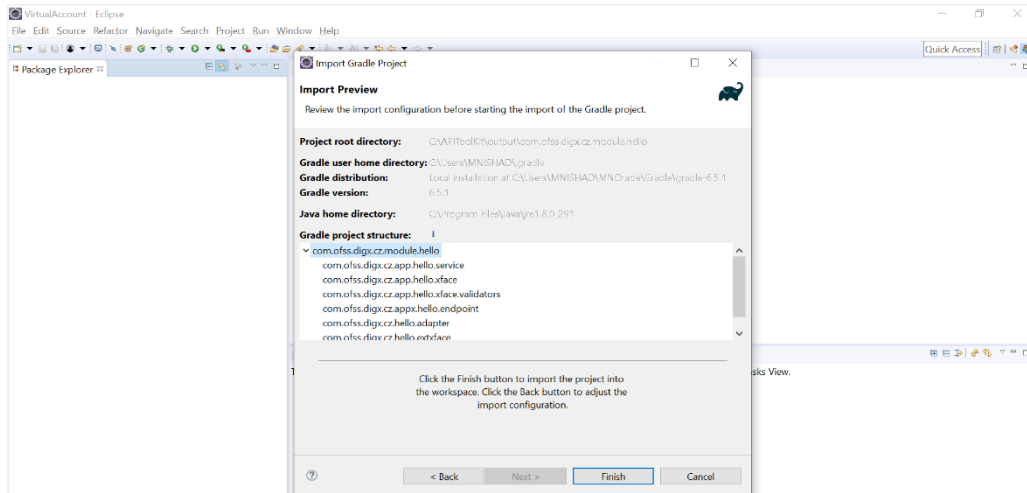 VirtualAccount - Eclipse
File Edit Source Refactor Navigate Search Project Run Window Help
Quick Access
Package Explorer
Import Gradle Project
Import Preview
Review the import configuration before starting the import of the Gradle project.
Project root directory: C:\APIToolKit\output\com.ofss.digx.cz.module.hello
Gradle user home directory: C:\Users\MNISHAD\.gradle
Gradle distribution: Local installation at C:\Users\MNISHAD\MNOracle\Gradle\gradle-6.5.1
Gradle version: 6.5.1
Java home directory: C:\Program Files\Java\jre1.8.0_291
Gradle project structure:
com.ofss.digx.cz.module.hello
com.ofss.digx.cz.app.hello.service
com.ofss.digx.cz.app.hello.xface
com.ofss.digx.cz.app.hello.xface.validators
com.ofss.digx.cz.appx.hello.endpoint
com.ofss.digx.cz.hello.adapter
com.ofss.digx.cz.hello.extxface
sks View.
Click the Finish button to import the project into
the workspace. Click the Back button to adjust the
import configuration.
< Back Next > Finish Cancel